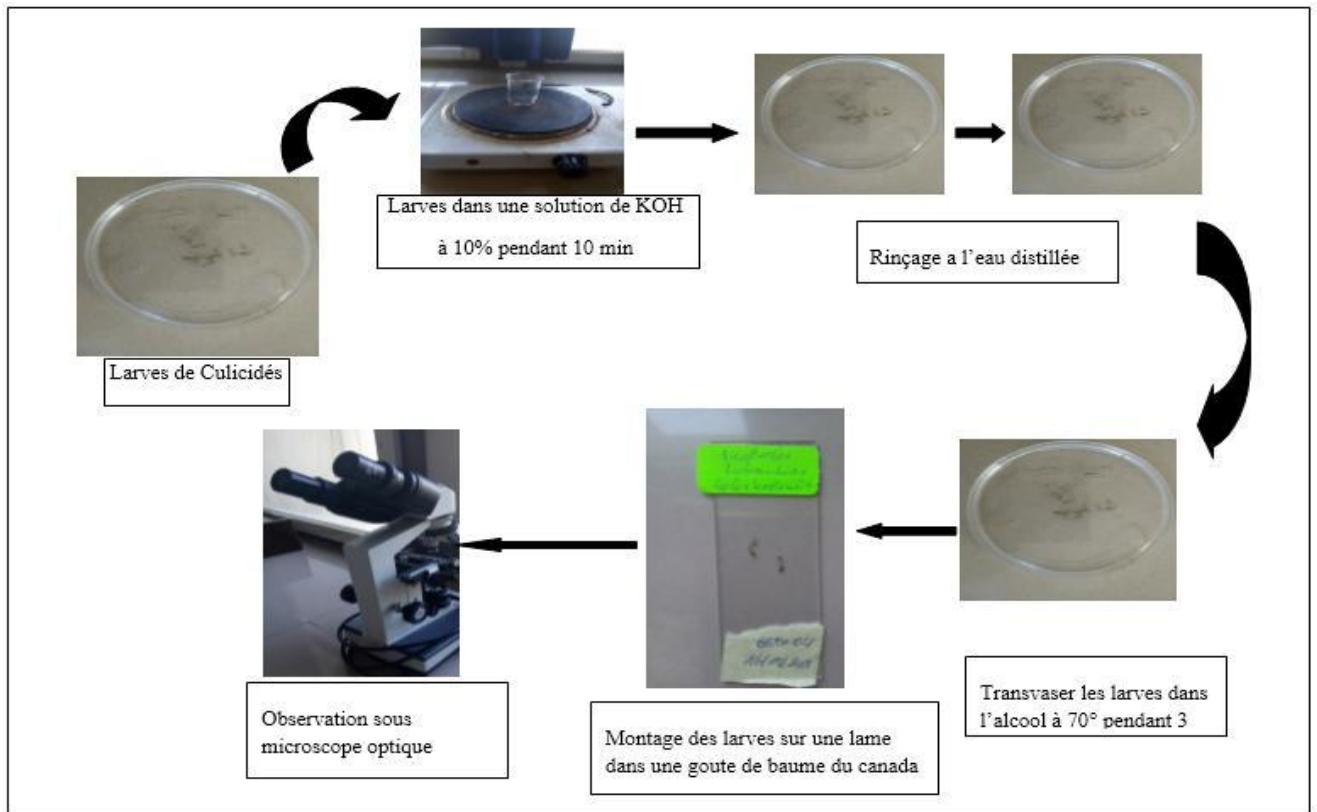 Larves dans une solution de KOH
à 10% pendant 10 min
Rinçage a l’eau distillée
Larves de Culicidés
Transvaser les larves dans
l’alcool à 70° pendant 3
Montage des larves sur une lame
dans une goute de baume du canada
Observation sous
microscope optique